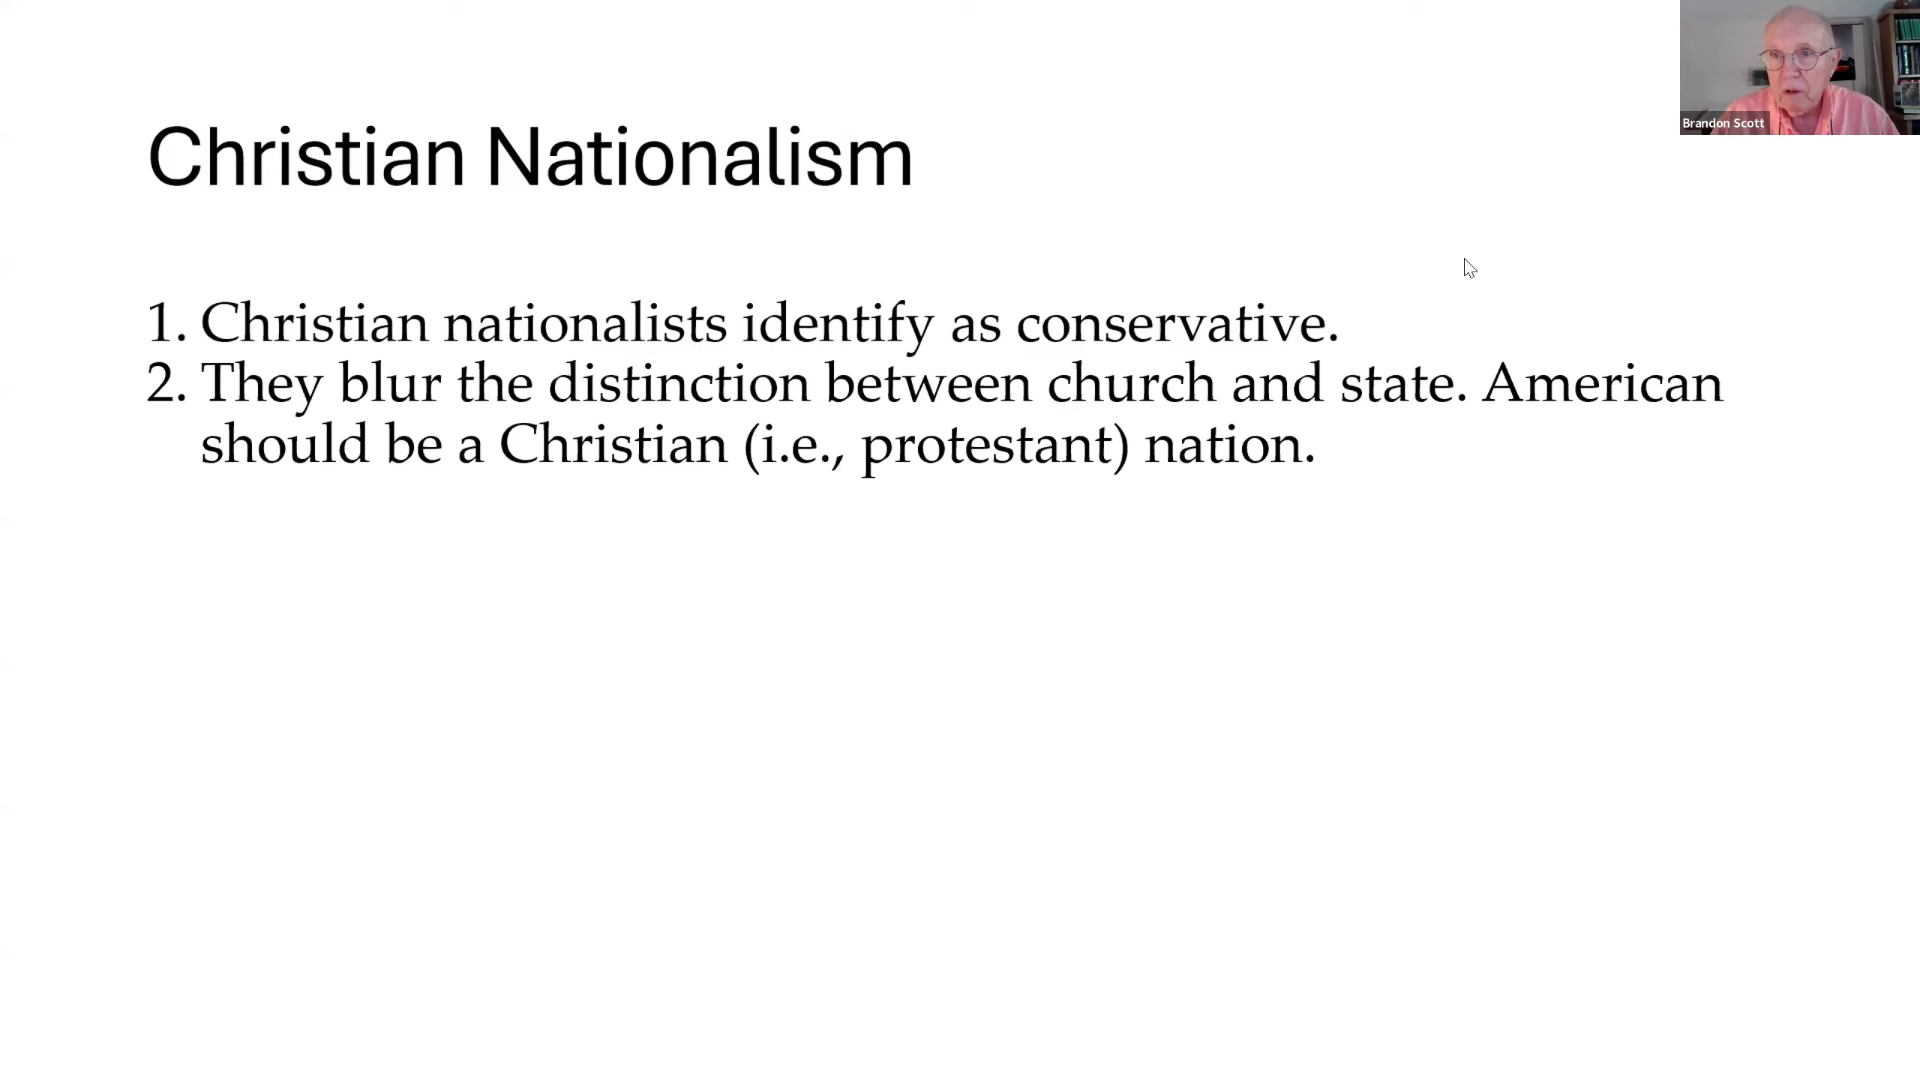 Brandon Scott
Christian Nationalism
1. Christian nationalists identify as conservative.
2. They blur the distinction between church and state. American
should be a Christian (i.e., protestant) nation.